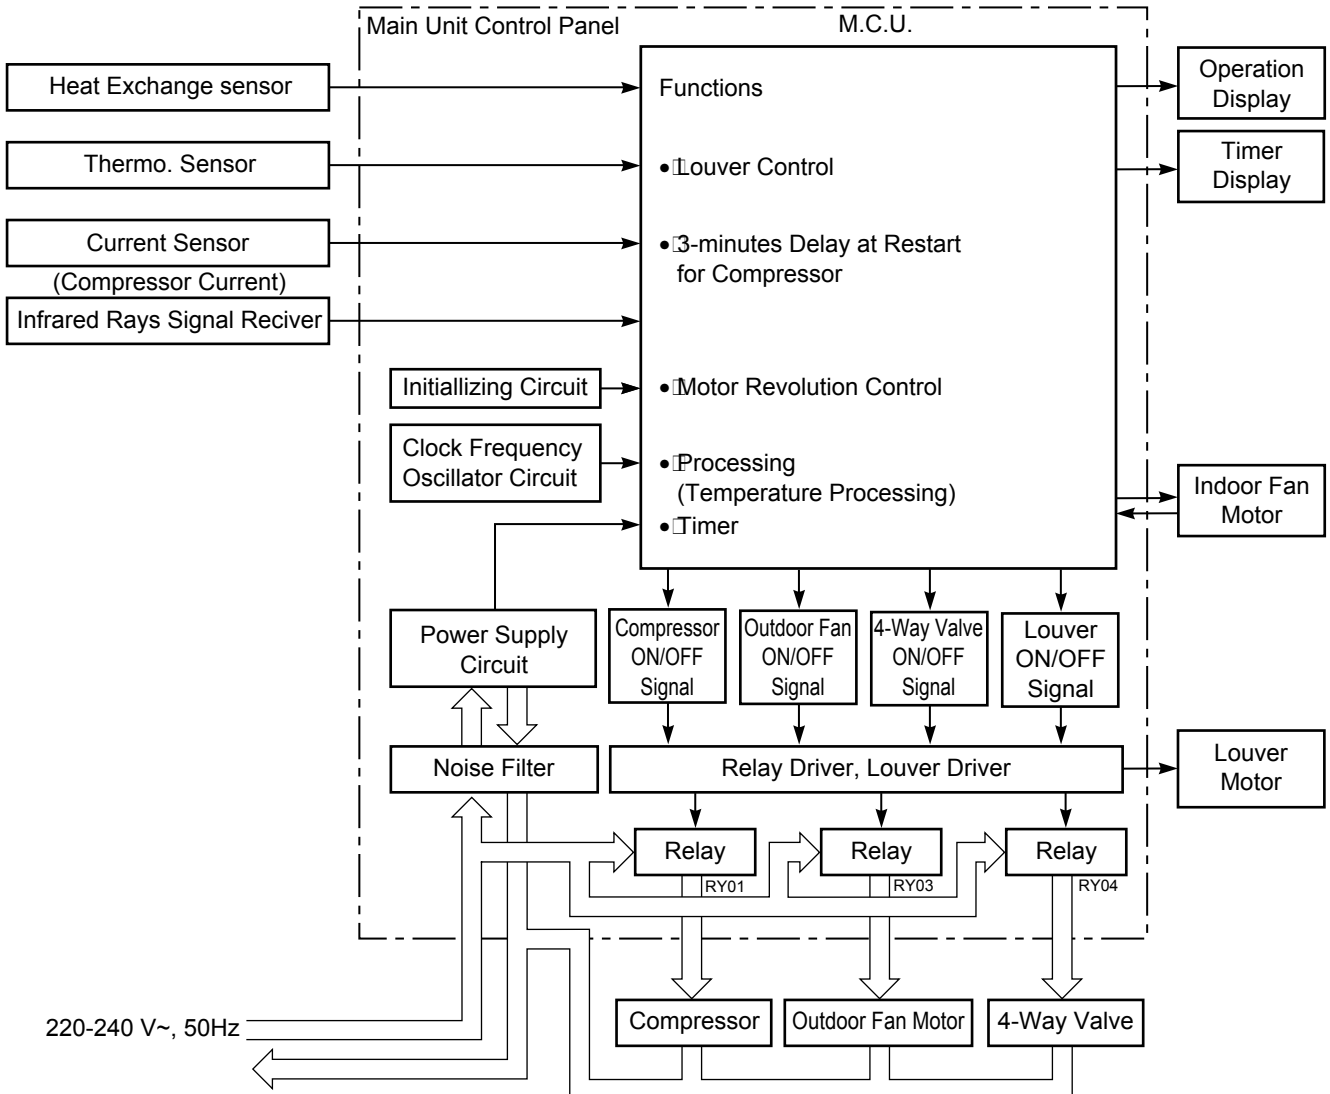 Main Unit Control Panel
M.C.U.
Heat Exchange sensor
Thermo. Sensor
Current Sensor
(Compressor Current)
Infrared Rays Signal Reciver
Initiallizing Circuit
Clock Frequency
Oscillator Circuit
Power Supply
Circuit
Noise Filter
Functions
• Louver Control
• 3-minutes Delay at Restart
for Compressor
• Motor Revolution Control
• Processing
(Temperature Processing)
• Timer
Operation
Display
Timer
Display
Indoor Fan
Motor
Compressor
ON/OFF
Signal
Outdoor Fan
ON/OFF
Signal
4-Way Valve
ON/OFF
Signal
Louver
ON/OFF
Signal
Relay Driver, Louver Driver
Louver
Motor
Relay
RY01
Relay
RY03
Relay
RY04
220-240 V~, 50Hz
Compressor
Outdoor Fan Motor
4-Way Valve